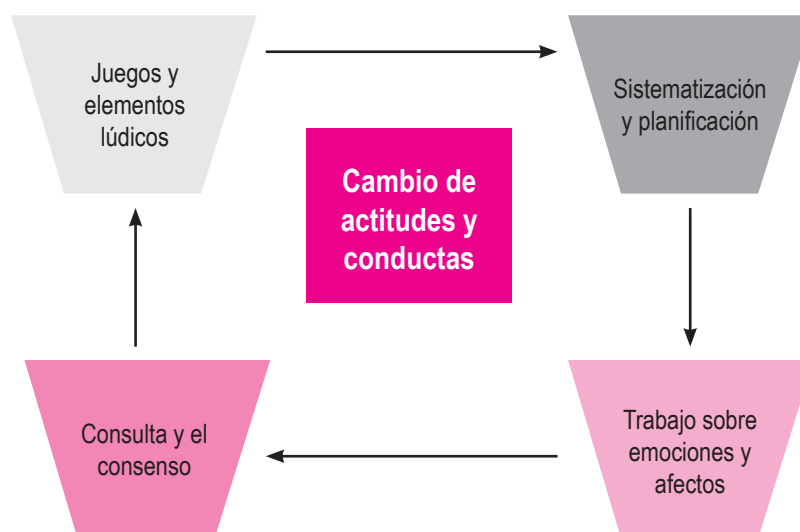 Juegos y
elementos
lúdicos
Sistematización
y planificación
Cambio de
actitudes y
conductas
Consulta y el
consenso
Trabajo sobre
emociones y
afectos